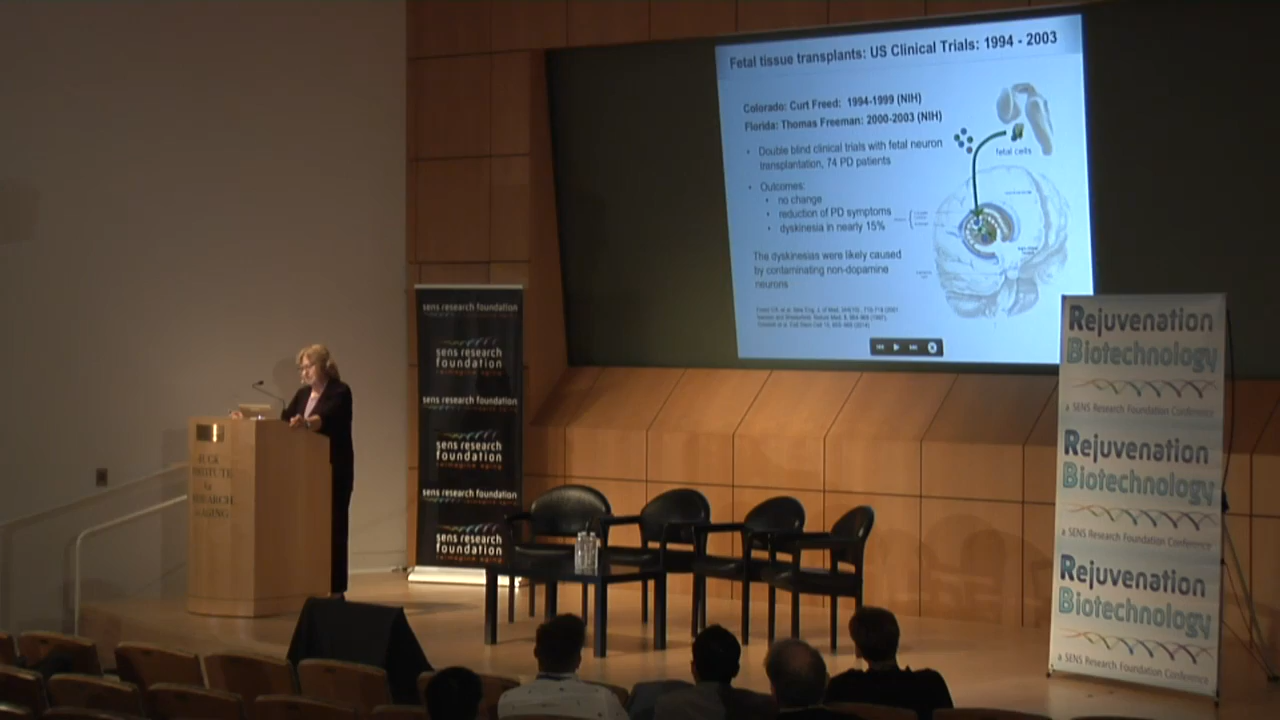 Fetal tissue transplants: US Clinical Trials: 1994 - 2003
Colorado: Curt Freed: 1994-1999 (NIH)
Florida: Thomas Freeman: 2000-2003 (NIH)
• Double blind clinical trials with fetal neuron
transplantation, 74 PD patients
• Outcomes:
• no change
• reduction of PD symptoms
• dyskinesia in nearly 15%
The dyskinesias were likely caused
by contaminating non-dopamine
neurons
fetal cells
sens research foundation
sens research
foundation
reimagine aging
sens research foundation
sens research
foundation
reimagine aging
sens research foundation
sens research
foundation
BUCK
INSTITUTE
RESEARCH
AGING
Rejuvenation
Biotechnology
a SENS Research Foundation Conference
Rejuvenation
Biotechnology
a SENS Research Foundation Conference
Rejuvenation
Biotechnology
a SENS Research Foundation Conference